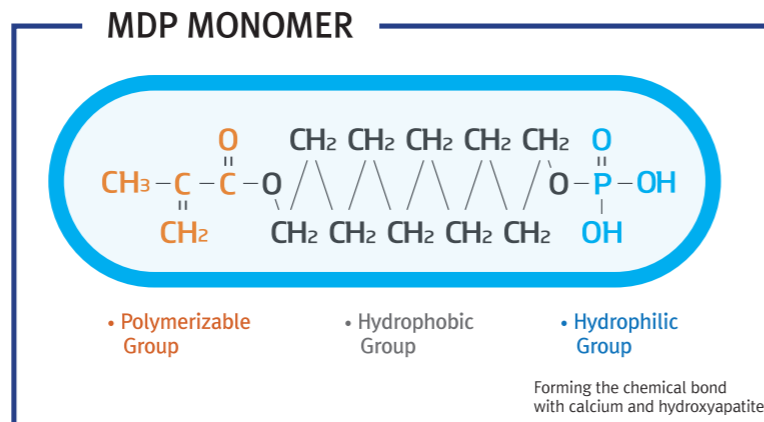 MDP MONOMER
O CH2 CH2 CH2 CH2 CH2 O
CH3 C C O O P OH
CH2 CH2 CH2 CH2 CH2 CH2 OH
• Polymerizable Group
• Hydrophobic Group
• Hydrophilic Group
Forming the chemical bond
with calcium and hydroxyapatite